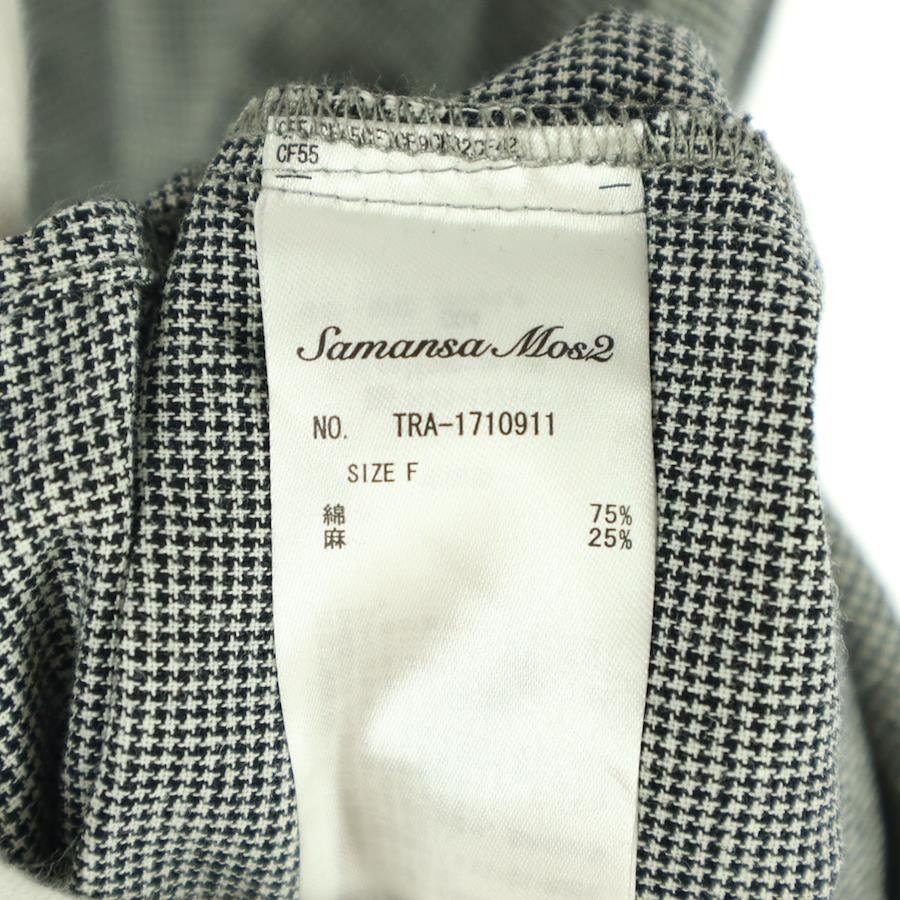 CF55
Samansa Mos2
NO. TRA-1710911
SIZE F
綿 75%
麻 25%